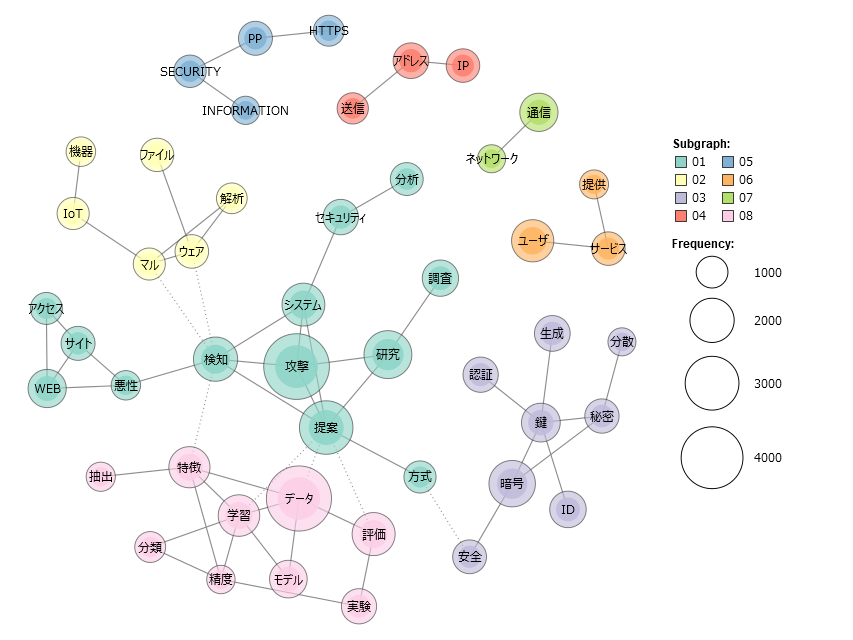 HTTPS
PP
アドレス
IP
SECURITY
送信
INFORMATION
通信
機器
ファイル
ネットワーク
Subgraph:
01
05
02
06
03
07
04
08
分析
提供
解析
IoT
セキュリティ
ユーザ
サービス
Frequency:
ウェア
マル
1000
調査
システム
2000
アクセス
サイト
生成
分散
検知
攻撃
研究
認証
3000
WEB
悪性
秘密
鍵
提案
4000
特徴
抽出
方式
暗号
データ
ID
学習
評価
分類
安全
精度
モデル
実験